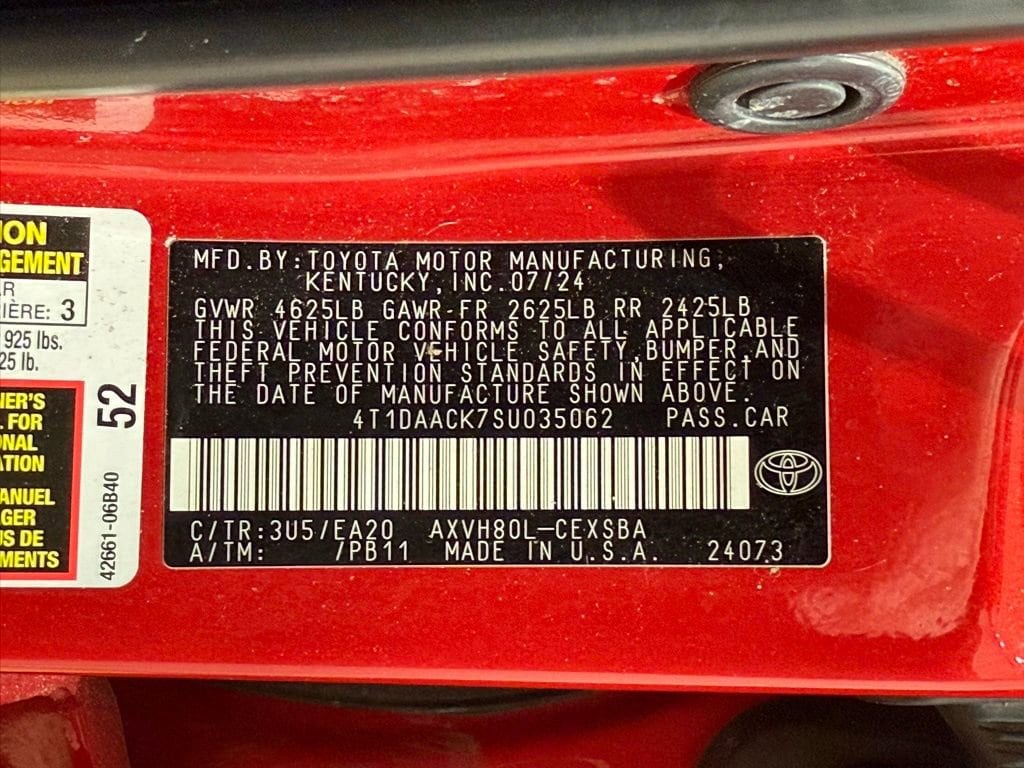 ION
GEMENT
R
IÈRE: 3
925 lbs.
25 lb.
ER'S
FOR
ONAL
ATION
ANUEL
GER
US DE
MENTS
52
42661-06B40
MFD.BY:TOYOTA MOTOR MANUFACTURING,
KENTUCKY,INC.07/24
GVWR 4625LB GAWR-FR 2625LB RR 2425LB
THIS VEHICLE CONFORMS TO ALL APPLICABLE
FEDERAL MOTOR VEHICLE SAFETY,BUMPER,AND
THEFT PREVENTION STANDARDS IN EFFECT ON
THE DATE OF MANUFACTURE SHOWN ABOVE.
4T1DAACK7SU035062 PASS.CAR
C/TR:3U5/EA20 AXVH80L-CEXSBA
A/TM: /PB11 MADE IN U.S.A. 24073